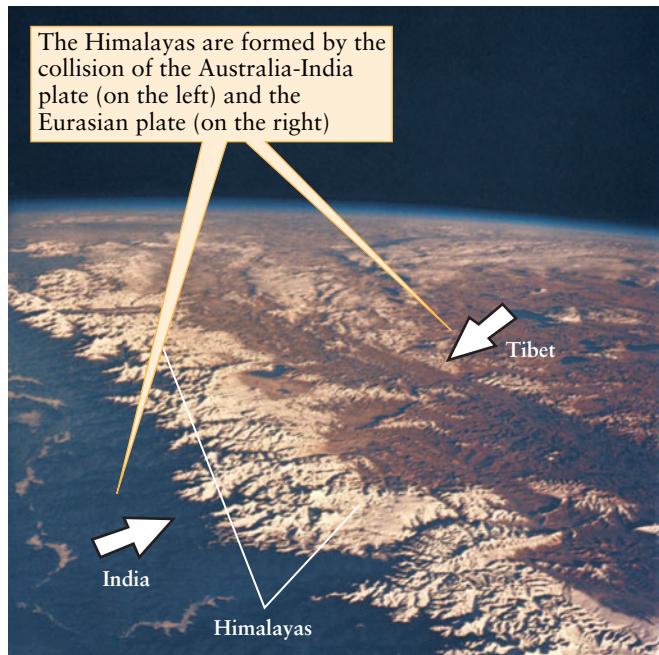 The Himalayas are formed by the
collision of the Australia-India
plate (on the left) and the
Eurasian plate (on the right)
Tibet
India
Himalayas